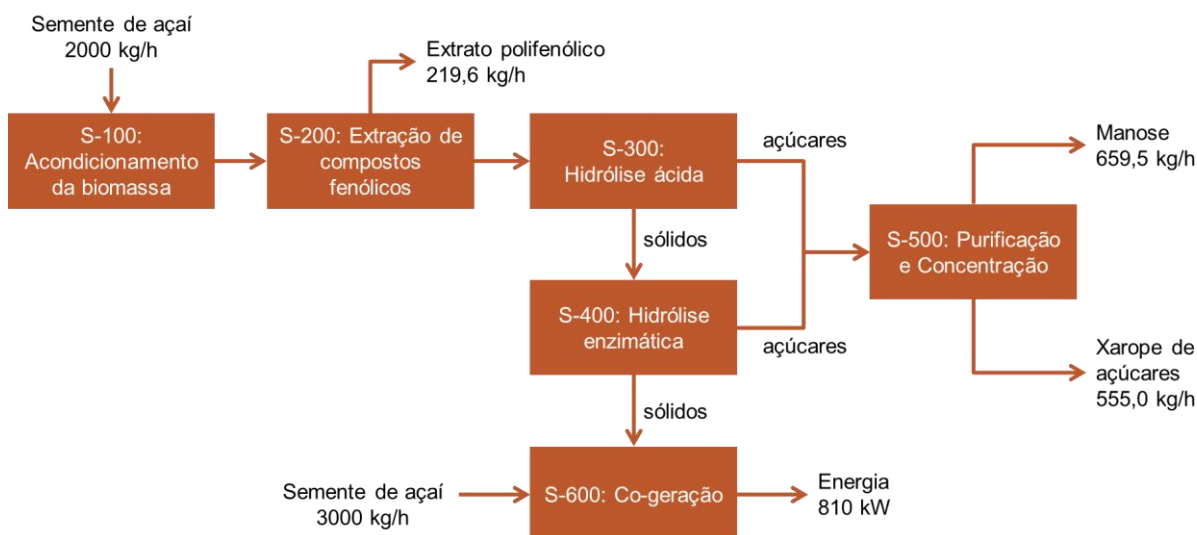 Semente de açaí
2000 kg/h
Extrato polifenólico
219,6 kg/h
S-100:
Acondicionamento
da biomassa
S-200: Extração de
compostos
fenólicos
S-300:
Hidrólise ácida
açúcares
Manose
659,5 kg/h
sólidos
S-500: Purificação
e Concentração
S-400: Hidrólise
enzimática
açúcares
Xarope de
açúcares
555,0 kg/h
sólidos
Semente de açaí
3000 kg/h
S-600: Co-geração
Energia
810 kW